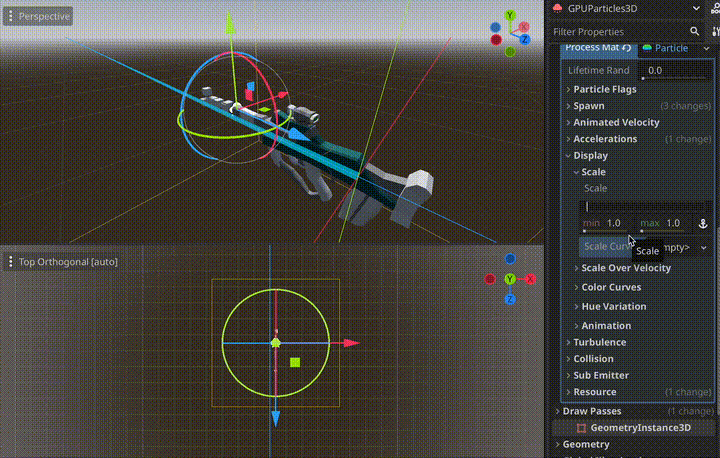 Perspective
Y
X
Z
Top Orthogonal [auto]
X
Y
X
Z
GPUParticles3D
Filter Properties
Process Mat
Particle
Lifetime Rand
0.0
Particle Flags
Spawn (3 changes)
Animated Velocity
Accelerations (1 change)
Display
Scale
Scale
min 1.0 max 1.0
Scale Curv
mpty>
Scale
Scale Over Velocity
Color Curves
Hue Variation
Animation
Turbulence
Collision
Sub Emitter
Resource (1 change)
Draw Passes (1 change)
GeometryInstance3D
Geometry